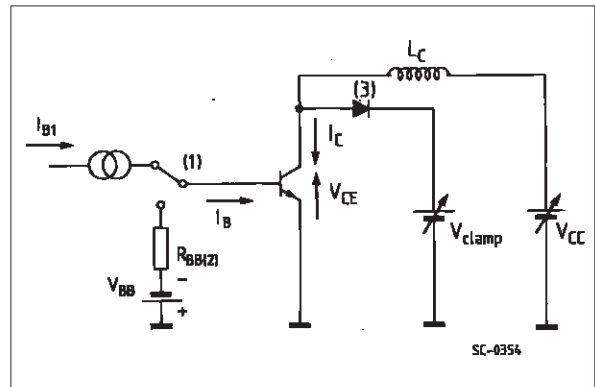 L_C
(3)
I_B1
(1)
I_C
V_CE
I_B
V_clamp
V_CC
R_BB(2)
−
V_BB
+
SC-0354